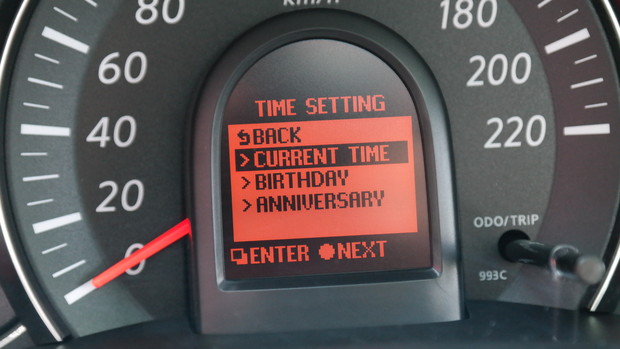 km/h
80
60
40
20
0
TIME SETTING
BACK
> CURRENT TIME
> BIRTHDAY
> ANNIVERSARY
ENTER NEXT
180
200
220
ODO/TRIP
993C